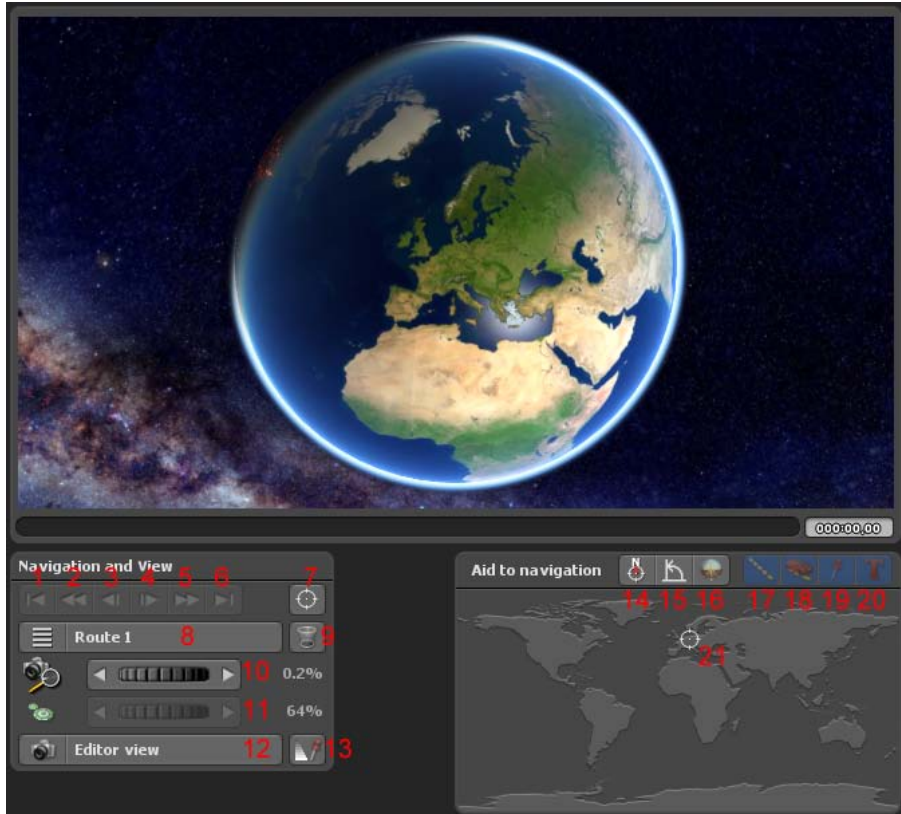 000:00,00
Navigation and View
1 2 3 4 5 6 7
Route 1 8 9
10 0.2%
11 64%
Editor view 12 13
Aid to navigation
N
14 15 16 17 18 19 20
21